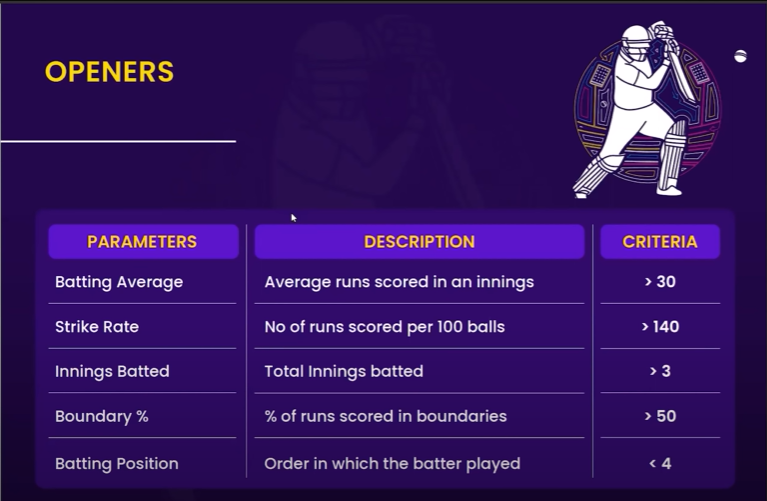 OPENERS
PARAMETERS DESCRIPTION CRITERIA
Batting Average Average runs scored in an innings > 30
Strike Rate No of runs scored per 100 balls > 140
Innings Batted Total Innings batted > 3
Boundary % % of runs scored in boundaries > 50
Batting Position Order in which the batter played < 4